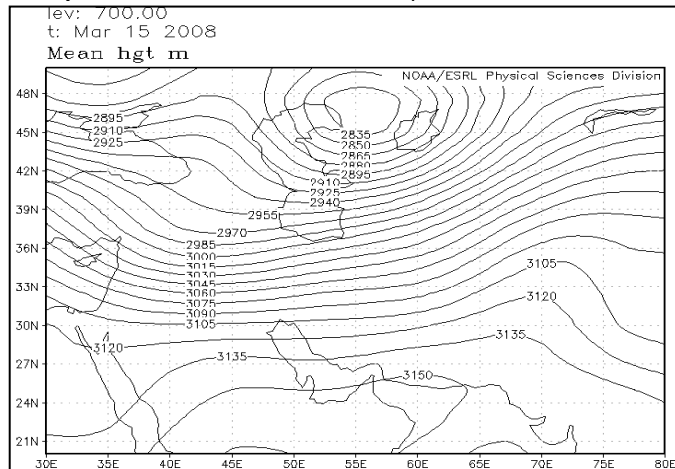 lev: 700.00
t: Mar 15 2008
Mean hgt m
NOAA/ESRL Physical Sciences Division
48N
45N
42N
39N
36N
33N
30N
27N
24N
21N
2895
2910
2925
2835
2850
2865
2880
2895
2910
2925
2940
2955
2970
2985
3000
3015
3030
3045
3060
3075
3090
3105
3120
3135
3150
3105
3120
3135
30E 35E 40E 45E 50E 55E 60E 65E 70E 75E 80E